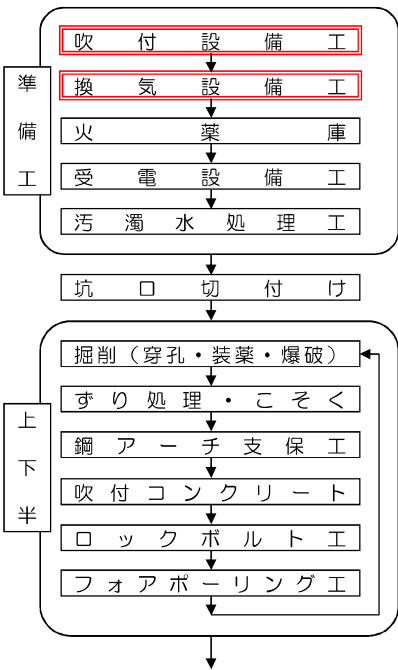 準備工
吹付設備工
換気設備工
火薬庫
受電設備工
汚濁水処理工
坑口切付け
上下半
掘削（穿孔・装薬・爆破）
ずり処理・こそく
鋼アーチ支保工
吹付コンクリート
ロックボルト工
フォアポーリング工